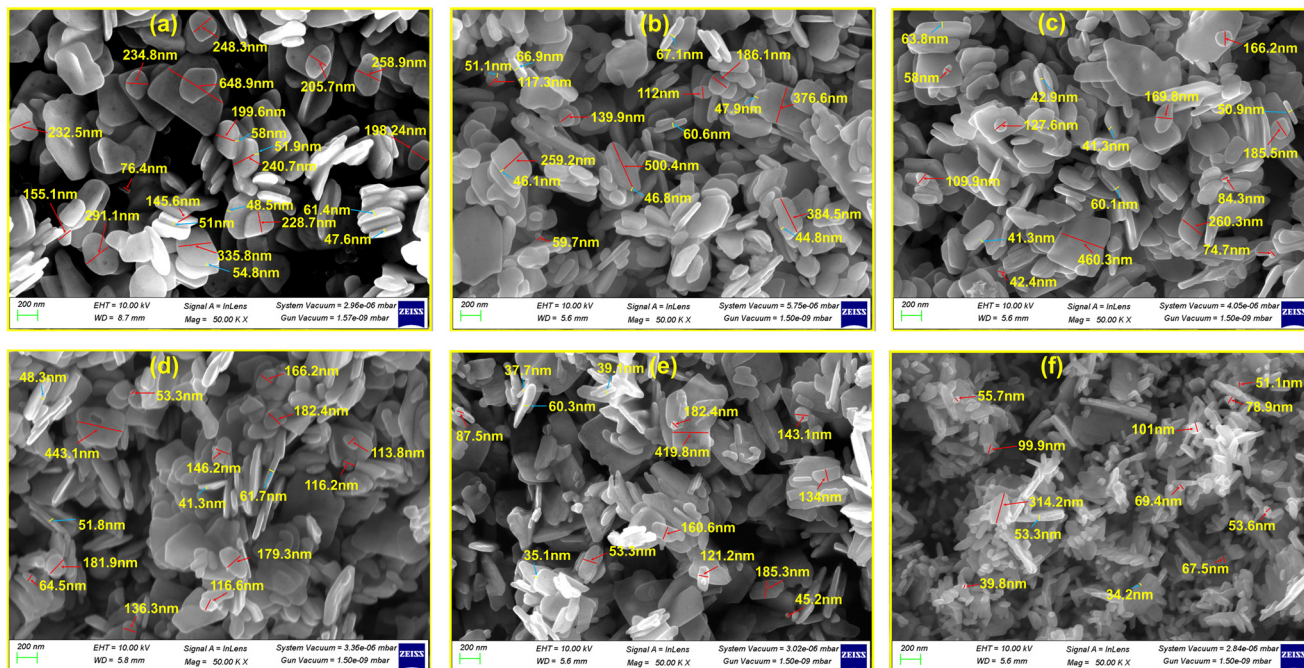 (a)
248.3nm
234.8nm
258.9nm
205.7nm
648.9nm
199.6nm
232.5nm
58nm
198.24nm
51.9nm
240.7nm
76.4nm
155.1nm
145.6nm
48.5nm
61.4nm
291.1nm
51nm
228.7nm
47.6nm
335.8nm
54.8nm
200 nm
EHT = 10.00 kV
Signal A = InLens
System Vacuum = 2.96e-06 mbar
WD = 8.7 mm
Mag = 50.00 K X
Gun Vacuum = 1.57e-09 mbar
ZEISS
(b)
67.1nm
66.9nm
51.1nm
186.1nm
117.3nm
112nm
376.6nm
47.9nm
139.9nm
60.6nm
259.2nm
500.4nm
46.1nm
46.8nm
384.5nm
59.7nm
44.8nm
200 nm
EHT = 10.00 kV
Signal A = InLens
System Vacuum = 5.75e-06 mbar
WD = 5.6 mm
Mag = 50.00 K X
Gun Vacuum = 1.50e-09 mbar
ZEISS
(c)
63.8nm
166.2nm
58nm
42.9nm
169.8nm
50.9nm
127.6nm
41.3nm
185.5nm
109.9nm
84.3nm
60.1nm
260.3nm
41.3nm
74.7nm
460.3nm
42.4nm
200 nm
EHT = 10.00 kV
Signal A = InLens
System Vacuum = 4.05e-06 mbar
WD = 5.6 mm
Mag = 50.00 K X
Gun Vacuum = 1.50e-09 mbar
ZEISS
(d)
166.2nm
48.3nm
53.3nm
182.4nm
443.1nm
113.8nm
146.2nm
116.2nm
61.7nm
41.3nm
51.8nm
179.3nm
181.9nm
64.5nm
116.6nm
136.3nm
200 nm
EHT = 10.00 kV
Signal A = InLens
System Vacuum = 3.36e-06 mbar
WD = 5.8 mm
Mag = 50.00 K X
Gun Vacuum = 1.50e-09 mbar
ZEISS
(e)
37.7nm
39.1nm
60.3nm
182.4nm
87.5nm
143.1nm
419.8nm
134nm
160.6nm
35.1nm
53.3nm
121.2nm
185.3nm
45.2nm
200 nm
EHT = 10.00 kV
Signal A = InLens
System Vacuum = 3.02e-06 mbar
WD = 5.6 mm
Mag = 50.00 K X
Gun Vacuum = 1.50e-09 mbar
ZEISS
(f)
51.1nm
55.7nm
78.9nm
101nm
99.9nm
314.2nm
69.4nm
53.6nm
53.3nm
67.5nm
39.8nm
34.2nm
200 nm
EHT = 10.00 kV
Signal A = InLens
System Vacuum = 2.84e-06 mbar
WD = 5.6 mm
Mag = 50.00 K X
Gun Vacuum = 1.50e-09 mbar
ZEISS